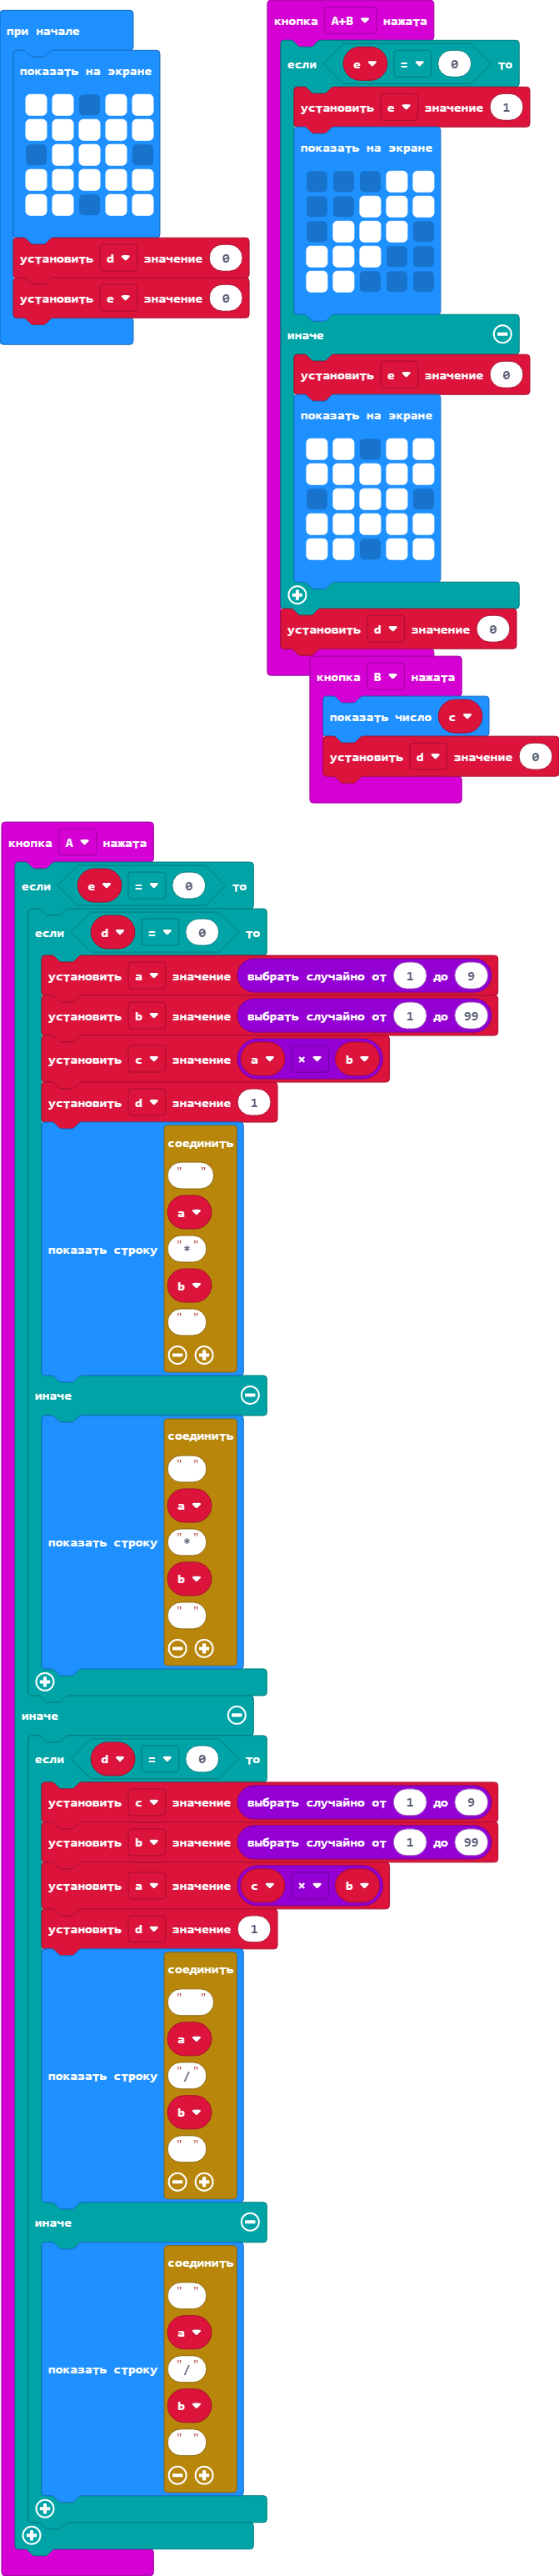 при начале
показать на экране
установить d значение 0
установить e значение 0
кнопка A+B нажата
если e = 0 то
установить e значение 1
показать на экране
иначе
установить e значение 0
показать на экране
установить d значение 0
кнопка B нажата
показать число c
установить d значение 0
кнопка A нажата
если e = 0 то
если d = 0 то
установить a значение выбрать случайно от 1 до 9
установить b значение выбрать случайно от 1 до 99
установить c значение a × b
установить d значение 1
соединить
"  "
a
"*"
показать строку
b
" "
иначе
соединить
" "
a
показать строку "*"
b
" "
иначе
если d = 0 то
установить c значение выбрать случайно от 1 до 9
установить b значение выбрать случайно от 1 до 99
установить a значение c × b
установить d значение 1
соединить
"  "
a
показать строку "/"
b
" "
иначе
соединить
" "
a
показать строку "/"
b
" "